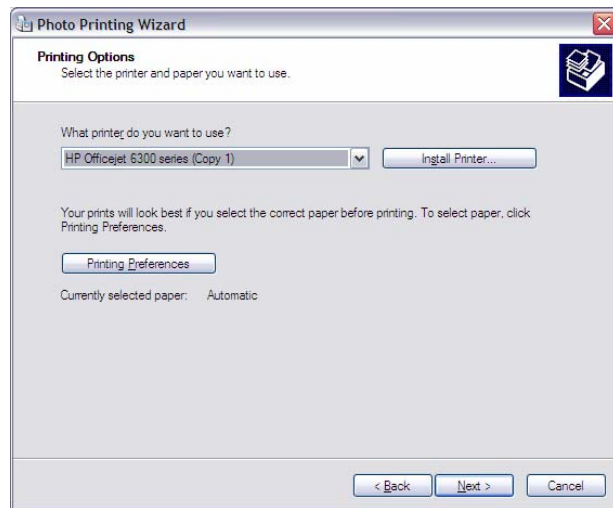 Photo Printing Wizard
Printing Options
Select the printer and paper you want to use.
What printer do you want to use?
HP Officejet 6300 series (Copy 1)
Install Printer...
Your prints will look best if you select the correct paper before printing. To select paper, click
Printing Preferences.
Printing Preferences
Currently selected paper: Automatic
< Back
Next >
Cancel